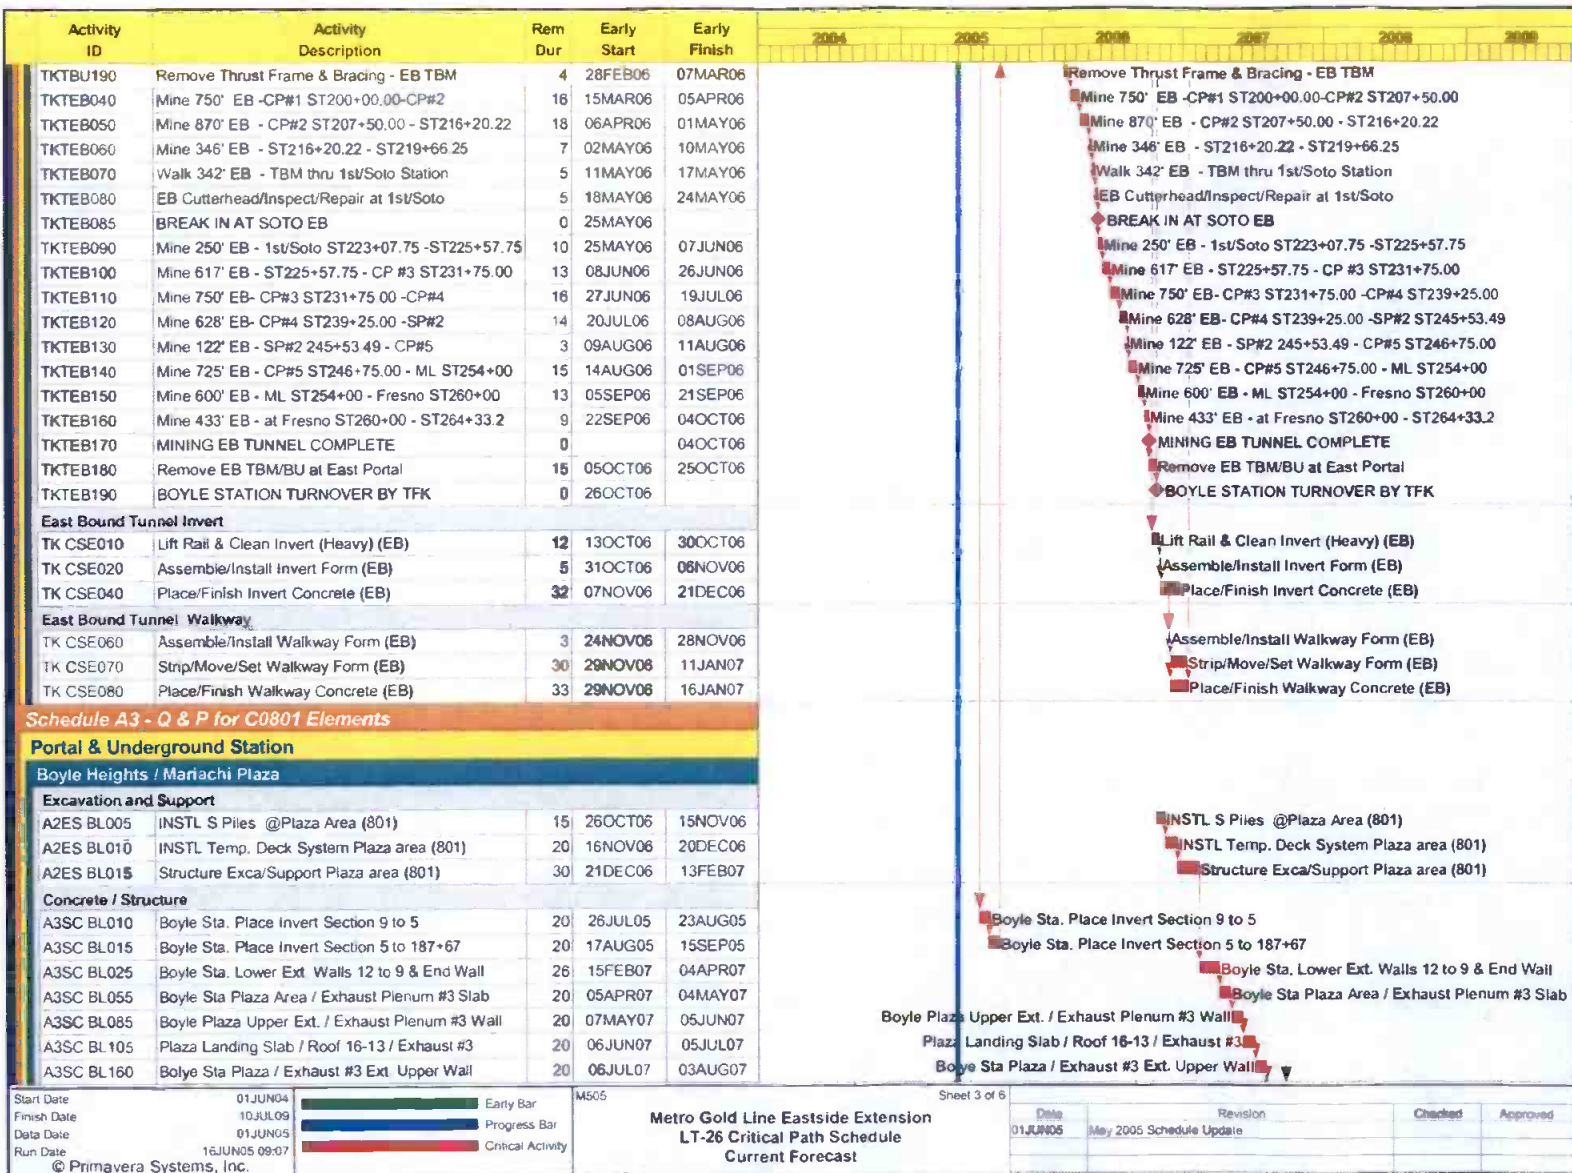 Activity ID Activity Description Rem Dur Early Start Early Finish 2004 2005 2006 2007 2008 2009
TKTBU190 Remove Thrust Frame & Bracing - EB TBM 4 28FEB06 07MAR06 Remove Thrust Frame & Bracing - EB TBM
TKTEB040 Mine 750' EB -CP#1 ST200+00.00-CP#2 16 15MAR06 05APR06 Mine 750' EB -CP#1 ST200+00.00-CP#2 ST207+50.00
TKTEB050 Mine 870' EB - CP#2 ST207+50.00 - ST216+20.22 18 06APR06 01MAY06 Mine 870' EB - CP#2 ST207+50.00 - ST216+20.22
TKTEB060 Mine 346' EB - ST216+20.22 - ST219+66.25 7 02MAY06 10MAY06 Mine 346' EB - ST216+20.22 - ST219+66.25
TKTEB070 Walk 342' EB - TBM thru 1st/Soto Station 5 11MAY06 17MAY06 Walk 342' EB - TBM thru 1st/Soto Station
TKTEB080 EB Cutterhead/Inspect/Repair at 1st/Soto 5 18MAY06 24MAY06 EB Cutterhead/Inspect/Repair at 1st/Soto
TKTEB085 BREAK IN AT SOTO EB 0 25MAY06 BREAK IN AT SOTO EB
TKTEB090 Mine 250' EB - 1st/Soto ST223+07.75 -ST225+57.75 10 25MAY06 07JUN06 Mine 250' EB - 1st/Soto ST223+07.75 -ST225+57.75
TKTEB100 Mine 617' EB - ST225+57.75 - CP #3 ST231+75.00 13 08JUN06 26JUN06 Mine 617' EB - ST225+57.75 - CP #3 ST231+75.00
TKTEB110 Mine 750' EB- CP#3 ST231+75.00 -CP#4 16 27JUN06 19JUL06 Mine 750' EB- CP#3 ST231+75.00 -CP#4 ST239+25.00
TKTEB120 Mine 628' EB- CP#4 ST239+25.00 -SP#2 14 20JUL06 08AUG06 Mine 628' EB- CP#4 ST239+25.00 -SP#2 ST245+53.49
TKTEB130 Mine 122' EB - SP#2 245+53.49 - CP#5 3 09AUG06 11AUG06 Mine 122' EB - SP#2 245+53.49 - CP#5 ST246+75.00
TKTEB140 Mine 725' EB - CP#5 ST246+75.00 - ML ST254+00 15 14AUG06 01SEP06 Mine 725' EB - CP#5 ST246+75.00 - ML ST254+00
TKTEB150 Mine 600' EB - ML ST254+00 - Fresno ST260+00 13 05SEP06 21SEP06 Mine 600' EB - ML ST254+00 - Fresno ST260+00
TKTEB160 Mine 433' EB - at Fresno ST260+00 - ST264+33.2 9 22SEP06 04OCT06 Mine 433' EB - at Fresno ST260+00 - ST264+33.2
TKTEB170 MINING EB TUNNEL COMPLETE 0 04OCT06 MINING EB TUNNEL COMPLETE
TKTEB180 Remove EB TBM/BU at East Portal 15 05OCT06 25OCT06 Remove EB TBM/BU at East Portal
TKTEB190 BOYLE STATION TURNOVER BY TFK 0 26OCT06 BOYLE STATION TURNOVER BY TFK
East Bound Tunnel Invert
TK CSE010 Lift Rail & Clean Invert (Heavy) (EB) 12 13OCT06 30OCT06 Lift Rail & Clean Invert (Heavy) (EB)
TK CSE020 Assemble/Install Invert Form (EB) 5 31OCT06 06NOV06 Assemble/Install Invert Form (EB)
TK CSE040 Place/Finish Invert Concrete (EB) 32 07NOV06 21DEC06 Place/Finish Invert Concrete (EB)
East Bound Tunnel Walkway
TK CSE060 Assemble/Install Walkway Form (EB) 3 24NOV06 28NOV06 Assemble/Install Walkway Form (EB)
TK CSE070 Strip/Move/Set Walkway Form (EB) 30 29NOV06 11JAN07 Strip/Move/Set Walkway Form (EB)
TK CSE080 Place/Finish Walkway Concrete (EB) 33 29NOV06 16JAN07 Place/Finish Walkway Concrete (EB)
Schedule A3 - Q & P for C0801 Elements
Portal & Underground Station
Boyle Heights / Mariachi Plaza
Excavation and Support
A2ES BL005 INSTL S Piles @Plaza Area (801) 15 26OCT06 15NOV06 INSTL S Piles @Plaza Area (801)
A2ES BL010 INSTL Temp. Deck System Plaza area (801) 20 16NOV06 20DEC06 INSTL Temp. Deck System Plaza area (801)
A2ES BL015 Structure Exca/Support Plaza area (801) 30 21DEC06 13FEB07 Structure Exca/Support Plaza area (801)
Concrete / Structure
A3SC BL010 Boyle Sta. Place Invert Section 9 to 5 20 26JUL05 23AUG05 Boyle Sta. Place Invert Section 9 to 5
A3SC BL015 Boyle Sta. Place Invert Section 5 to 187+67 20 17AUG05 15SEP05 Boyle Sta. Place Invert Section 5 to 187+67
A3SC BL025 Boyle Sta. Lower Ext. Walls 12 to 9 & End Wall 26 15FEB07 04APR07 Boyle Sta. Lower Ext. Walls 12 to 9 & End Wall
A3SC BL055 Boyle Sta Plaza Area / Exhaust Plenum #3 Slab 20 05APR07 04MAY07 Boyle Sta Plaza Area / Exhaust Plenum #3 Slab
A3SC BL085 Boyle Plaza Upper Ext. / Exhaust Plenum #3 Wall 20 07MAY07 05JUN07 Boyle Plaza Upper Ext. / Exhaust Plenum #3 Wall
A3SC BL105 Plaza Landing Slab / Roof 16-13 / Exhaust #3 20 06JUN07 05JUL07 Plaza Landing Slab / Roof 16-13 / Exhaust #3
A3SC BL160 Bolye Sta Plaza / Exhaust #3 Ext. Upper Wall 20 06JUL07 03AUG07 Bolye Sta Plaza / Exhaust #3 Ext. Upper Wall
Start Date 01JUN04
Finish Date 10JUL09
Data Date 01JUN05
Run Date 16JUN05 09:07
© Primavera Systems, Inc.
Early Bar
Progress Bar
Critical Activity
M505
Sheet 3 of 6
Metro Gold Line Eastside Extension
LT-26 Critical Path Schedule
Current Forecast
Date Revision Checked Approved
01JUN05 May 2005 Schedule Update